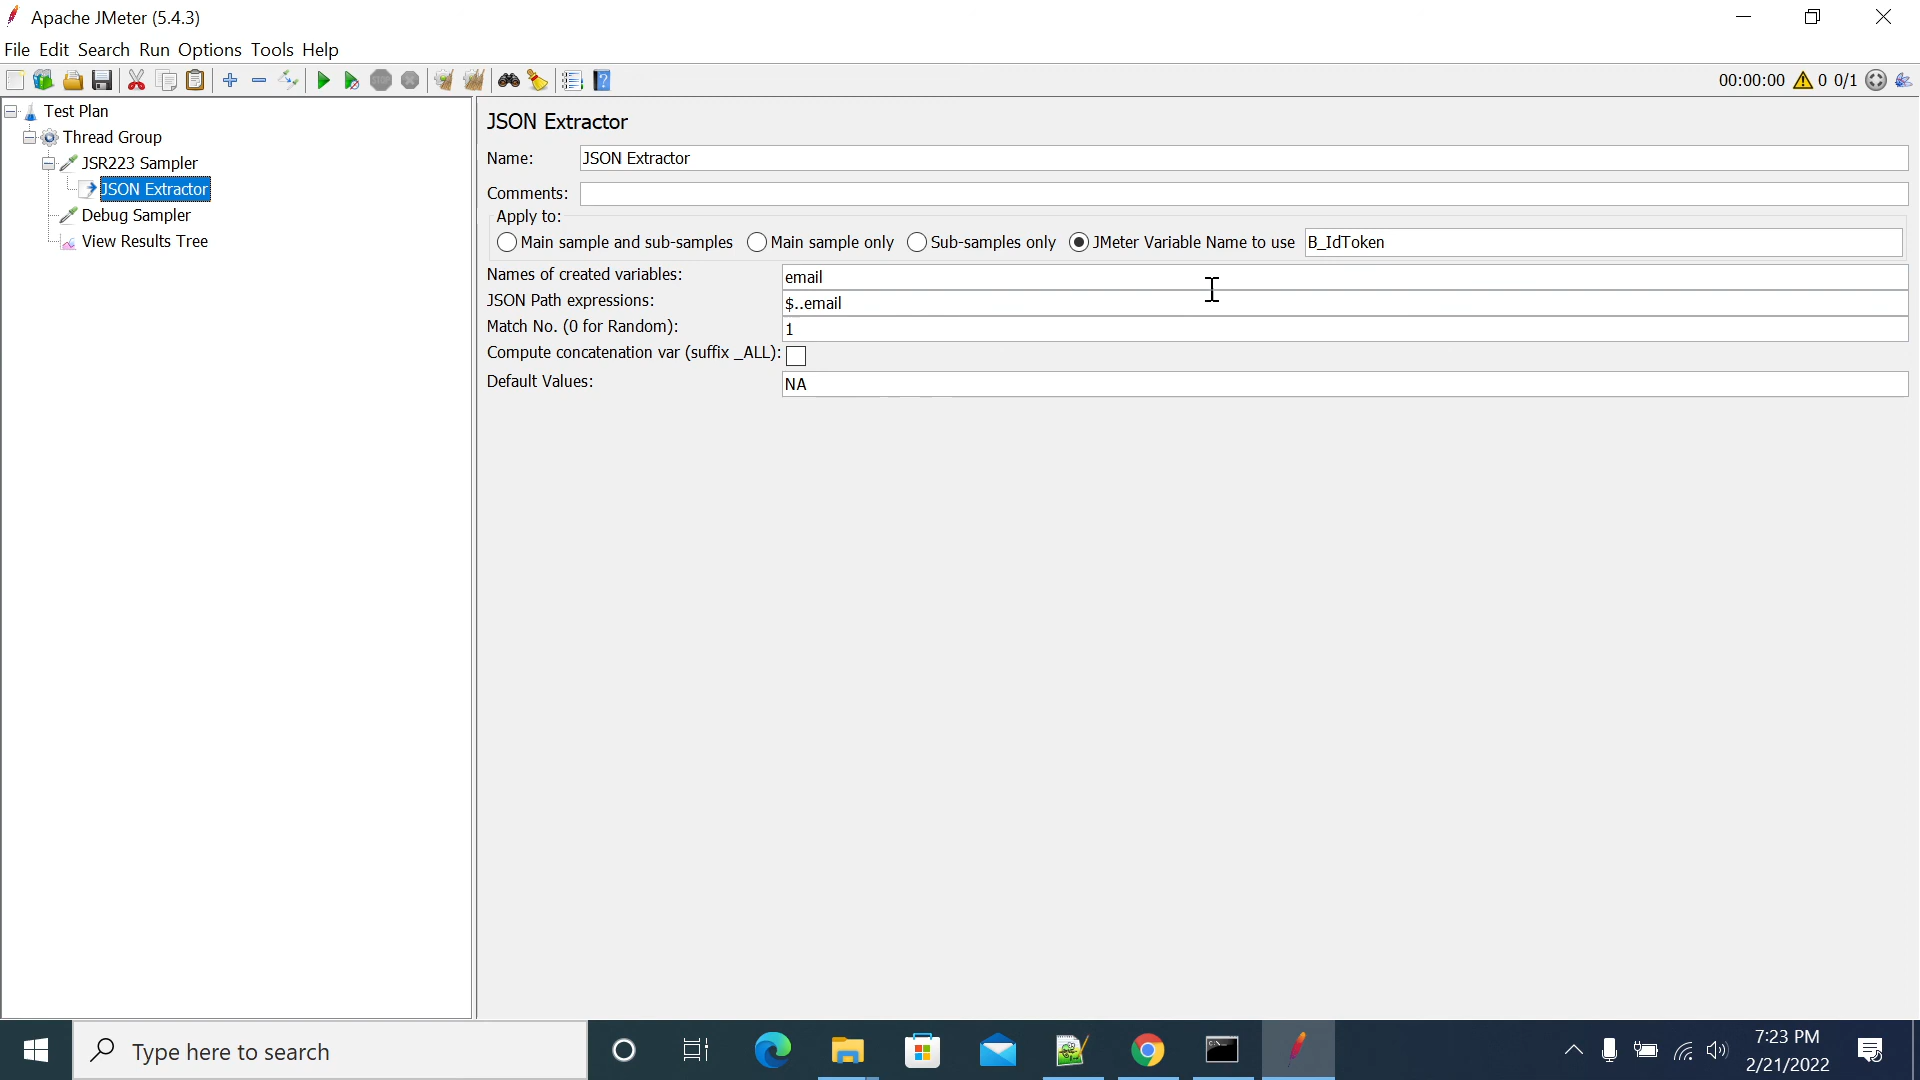 Apache JMeter (5.4.3)
File Edit Search Run Options Tools Help
00:00:00 0 0/1
Test Plan
Thread Group
JSR223 Sampler
JSON Extractor
Debug Sampler
View Results Tree
JSON Extractor
Name: JSON Extractor
Comments:
Apply to:
Main sample and sub-samples Main sample only Sub-samples only JMeter Variable Name to use B_IdToken
Names of created variables: email
JSON Path expressions: $..email
Match No. (0 for Random): 1
Compute concatenation var (suffix _ALL):
Default Values: NA
Type here to search
7:23 PM
2/21/2022